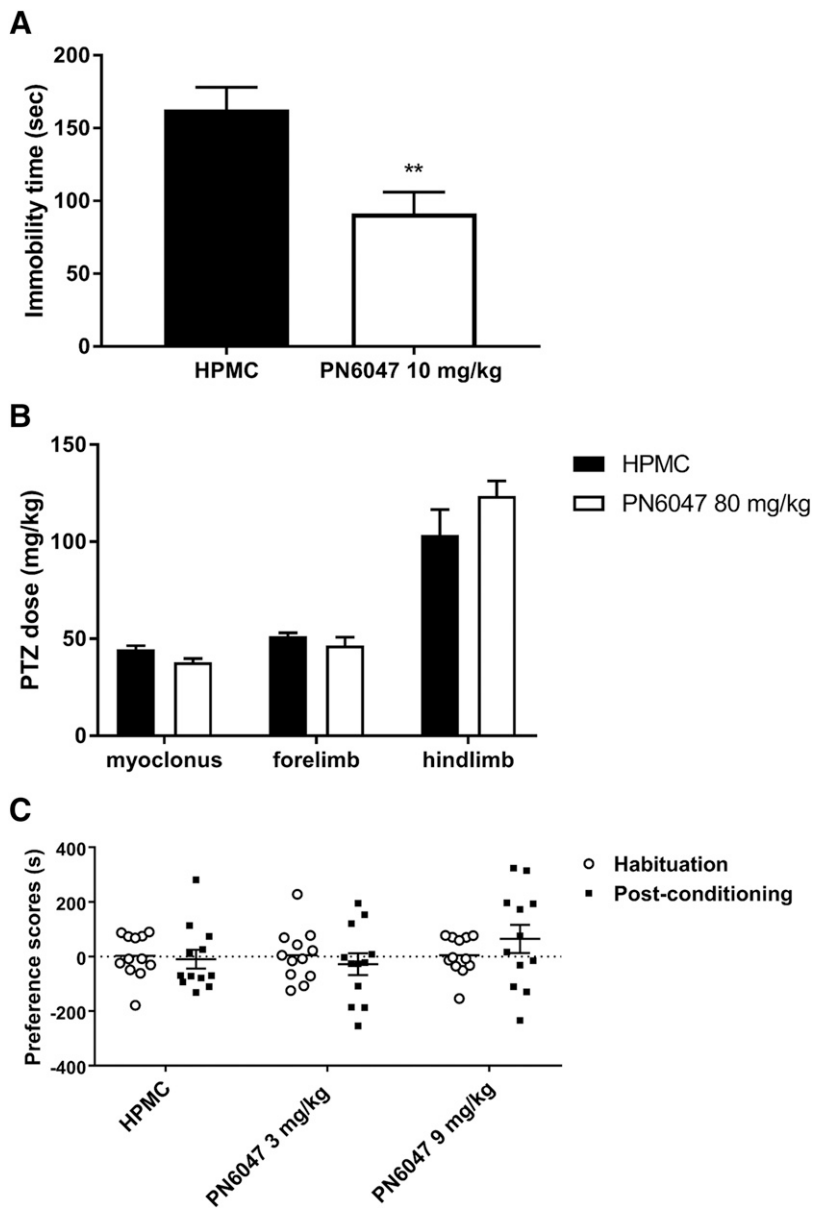 A
Immobility time (sec)
200
150
100
50
0
**
HPMC
PN6047 10 mg/kg
B
PTZ dose (mg/kg)
150
100
50
0
myoclonus
forelimb
hindlimb
HPMC
PN6047 80 mg/kg
C
Preference scores (s)
400
200
0
-200
-400
HPMC
PN6047 3 mg/kg
PN6047 9 mg/kg
Habituation
Post-conditioning